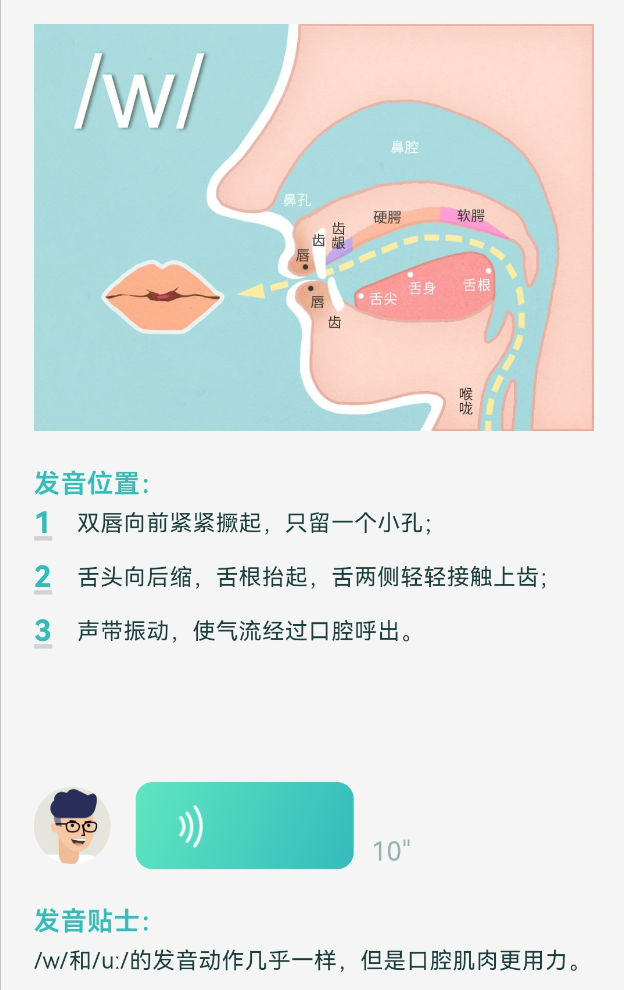 /w/
鼻腔
鼻孔
硬腭
软腭
齿龈
齿
唇
舌尖
舌身
舌根
唇
齿
喉咙
发音位置：
1 双唇向前紧紧撅起，只留一个小孔；
2 舌头向后缩，舌根抬起，舌两侧轻轻接触上齿；
3 声带振动，使气流经过口腔呼出。
10"
发音贴士：
/w/和/u:/的发音动作几乎一样，但是口腔肌肉更用力。